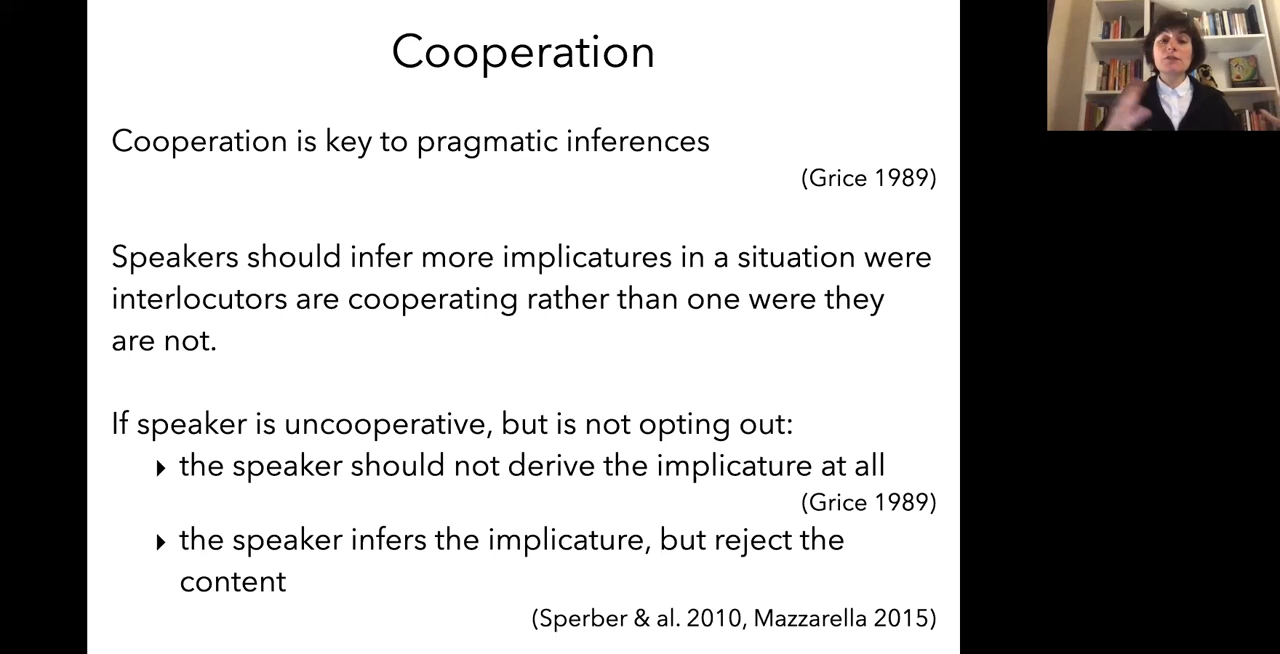 Cooperation
Cooperation is key to pragmatic inferences
(Grice 1989)
Speakers should infer more implicatures in a situation were
interlocutors are cooperating rather than one were they
are not.
If speaker is uncooperative, but is not opting out:
‣ the speaker should not derive the implicature at all
(Grice 1989)
‣ the speaker infers the implicature, but reject the
content
(Sperber & al. 2010, Mazzarella 2015)